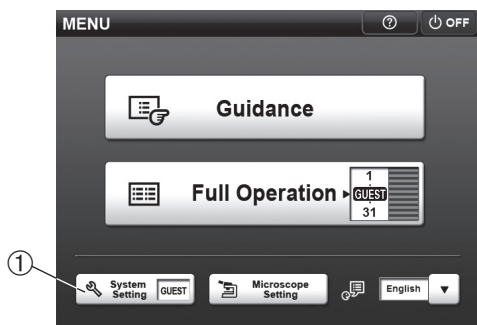 MENU
? OFF
Guidance
Full Operation
1
GUEST
31
①
System
Setting
GUEST
Microscope
Setting
English